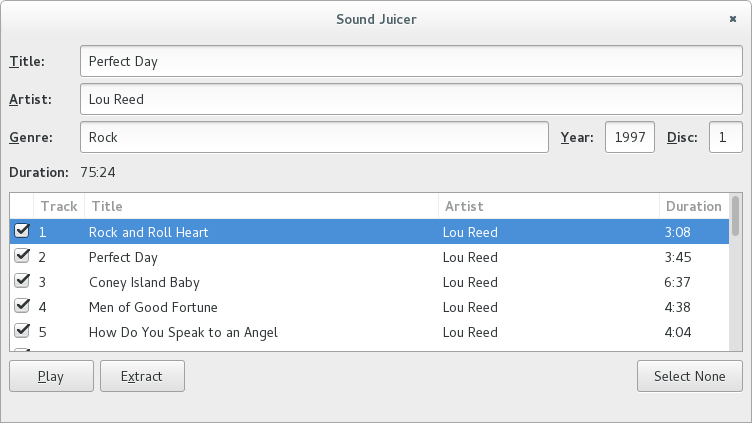 Sound Juicer
Title: Perfect Day
Artist: Lou Reed
Genre: Rock Year: 1997 Disc: 1
Duration: 75:24
Track Title Artist Duration
1 Rock and Roll Heart Lou Reed 3:08
2 Perfect Day Lou Reed 3:45
3 Coney Island Baby Lou Reed 6:37
4 Men of Good Fortune Lou Reed 4:38
5 How Do You Speak to an Angel Lou Reed 4:04
Play Extract Select None